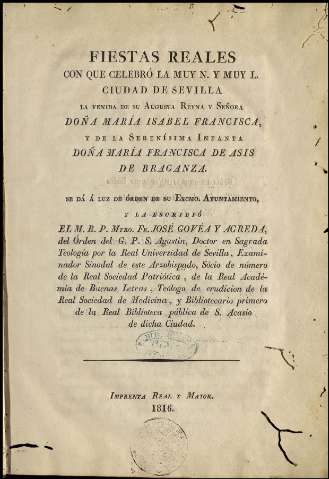 FIESTAS REALES
CON QUE CELEBRÓ LA MUY N. Y MUY L.
CIUDAD DE SEVILLA
LA VENIDA DE SU AUGUSTA REYNA Y SEÑORA
DOÑA MARÍA ISABEL FRANCISCA,
Y DE LA SERENÍSIMA INFANTA
DOÑA MARÍA FRANCISCA DE ASIS
DE BRAGANZA.
SE DÁ Á LUZ DE ÓRDEN DE SU EXCMO. AYUNTAMIENTO,
Y LA ESCRIBIÓ
EL M. R. P. MTRO. FR. JOSÉ GOVÉA Y AGREDA,
del Órden del G. P. S. Agustin, Doctor en Sagrada
Teología por la Real Universidad de Sevilla, Exami-
nador Sinodal de este Arzobispado, Sócio de número
de la Real Sociedad Patriótica, de la Real Acadé-
mia de Buenas Letras, Teólogo de erudicion de la
Real Sociedad de Medicina, y Bibliotecario primero
de la Real Biblioteca pública de S. Acasio
de dicha Ciudad.
IMPRENTA REAL Y MAYOR.
1816.